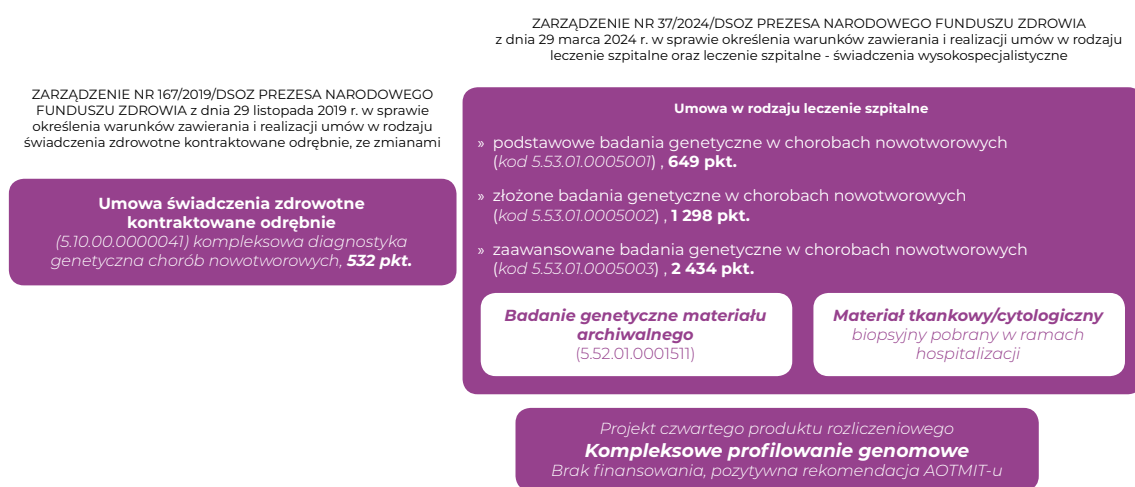 ZARZĄDZENIE NR 167/2019/DSOZ PREZESA NARODOWEGO
FUNDUSZU ZDROWIA z dnia 29 listopada 2019 r. w sprawie
określenia warunków zawierania i realizacji umów w rodzaju
świadczenia zdrowotne kontraktowane odrębnie, ze zmianami
Umowa świadczenia zdrowotne
kontraktowane odrębnie
(5.10.00.0000041) kompleksowa diagnostyka
genetyczna chorób nowotworowych, 532 pkt.
ZARZĄDZENIE NR 37/2024/DSOZ PREZESA NARODOWEGO FUNDUSZU ZDROWIA
z dnia 29 marca 2024 r. w sprawie określenia warunków zawierania i realizacji umów w rodzaju
leczenie szpitalne oraz leczenie szpitalne - świadczenia wysokospecjalistyczne
Umowa w rodzaju leczenie szpitalne
» podstawowe badania genetyczne w chorobach nowotworowych
(kod 5.53.01.0005001) , 649 pkt.
» złożone badania genetyczne w chorobach nowotworowych
(kod 5.53.01.0005002) , 1 298 pkt.
» zaawansowane badania genetyczne w chorobach nowotworowych
(kod 5.53.01.0005003) , 2 434 pkt.
Badanie genetyczne materiału
archiwalnego
(5.52.01.0001511)
Materiał tkankowy/cytologiczny
biopsyjny pobrany w ramach
hospitalizacji
Projekt czwartego produktu rozliczeniowego
Kompleksowe profilowanie genomowe
Brak finansowania, pozytywna rekomendacja AOTMIT-u